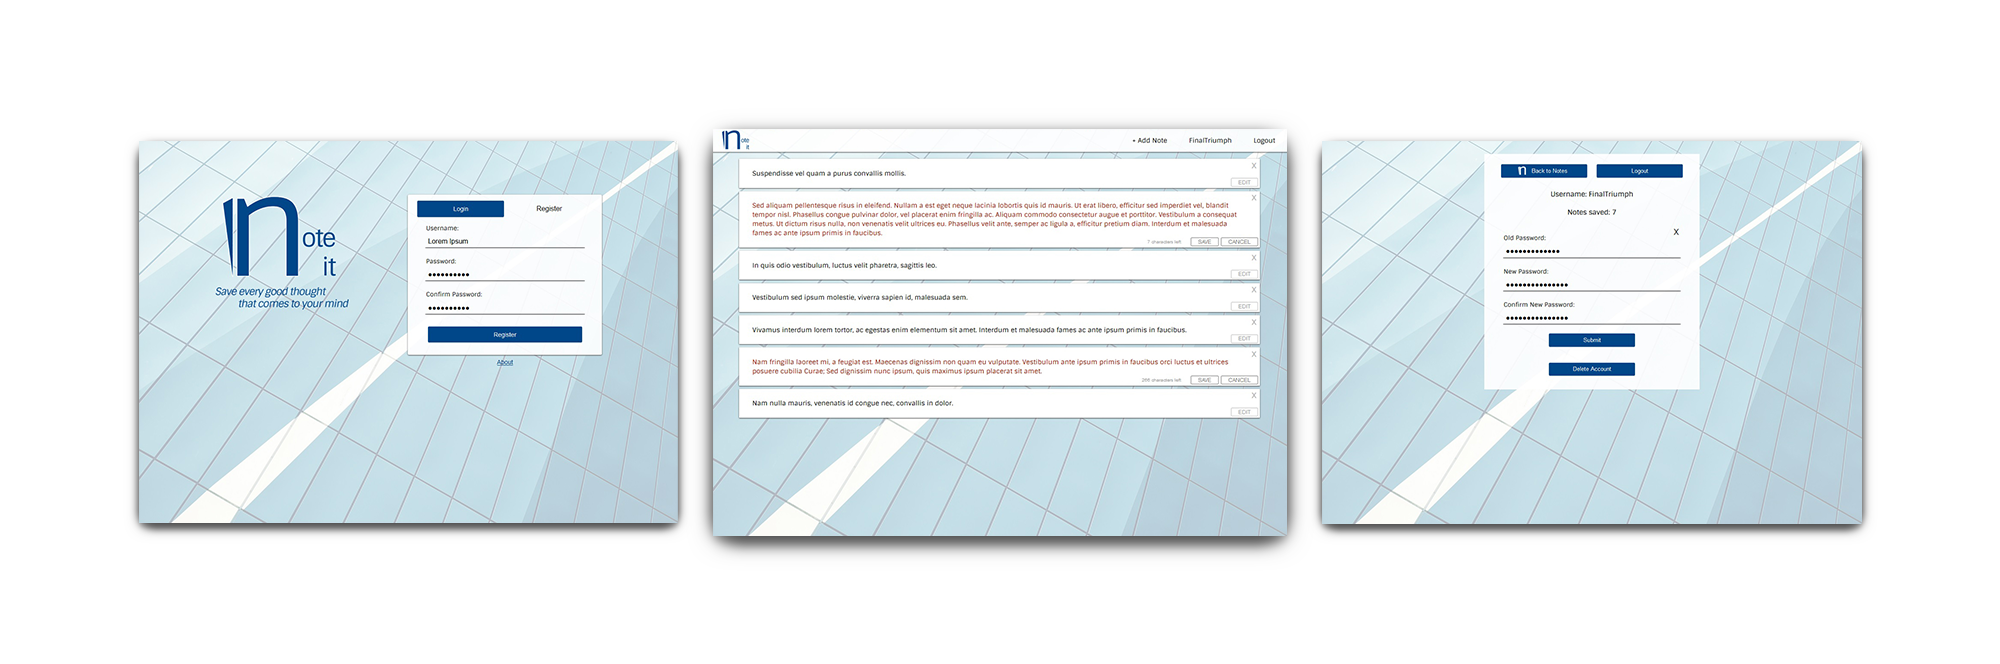 note
it
Save every good thought
that comes to your mind
Login
Register
Username:
Lorem Ipsum
Password:
Confirm Password:
Register
About
note
it
+ Add Note
FinalTriumph
Logout
Suspendisse vel quam a purus convallis mollis.
X
EDIT
Sed aliquam pellentesque risus in eleifend. Nullam a est eget neque lacinia lobortis quis id mauris. Ut erat libero, efficitur sed imperdiet vel, blandit
tempor nisl. Phasellus congue pulvinar dolor, vel placerat enim fringilla ac. Aliquam commodo consectetur augue et porttitor. Vestibulum a consequat
metus. Ut dictum risus nulla, non venenatis velit ultrices eu. Phasellus velit ante, semper ac ligula a, efficitur pretium diam. Interdum et malesuada
fames ac ante ipsum primis in faucibus.
X
7 characters left
SAVE
CANCEL
In quis odio vestibulum, luctus velit pharetra, sagittis leo.
X
EDIT
Vestibulum sed ipsum molestie, viverra sapien id, malesuada sem.
X
EDIT
Vivamus interdum lorem tortor, ac egestas enim elementum sit amet. Interdum et malesuada fames ac ante ipsum primis in faucibus.
X
EDIT
Nam fringilla laoreet mi, a feugiat est. Maecenas dignissim non quam eu vulputate. Vestibulum ante ipsum primis in faucibus orci luctus et ultrices
posuere cubilia Curae; Sed dignissim nunc ipsum, quis maximus ipsum placerat sit amet.
X
characters left
SAVE
CANCEL
Nam nulla mauris, venenatis id congue nec, convallis in dolor.
X
EDIT
n Back to Notes
Logout
Username: FinalTriumph
Notes saved: 7
X
Old Password:
New Password:
Confirm New Password:
Submit
Delete Account